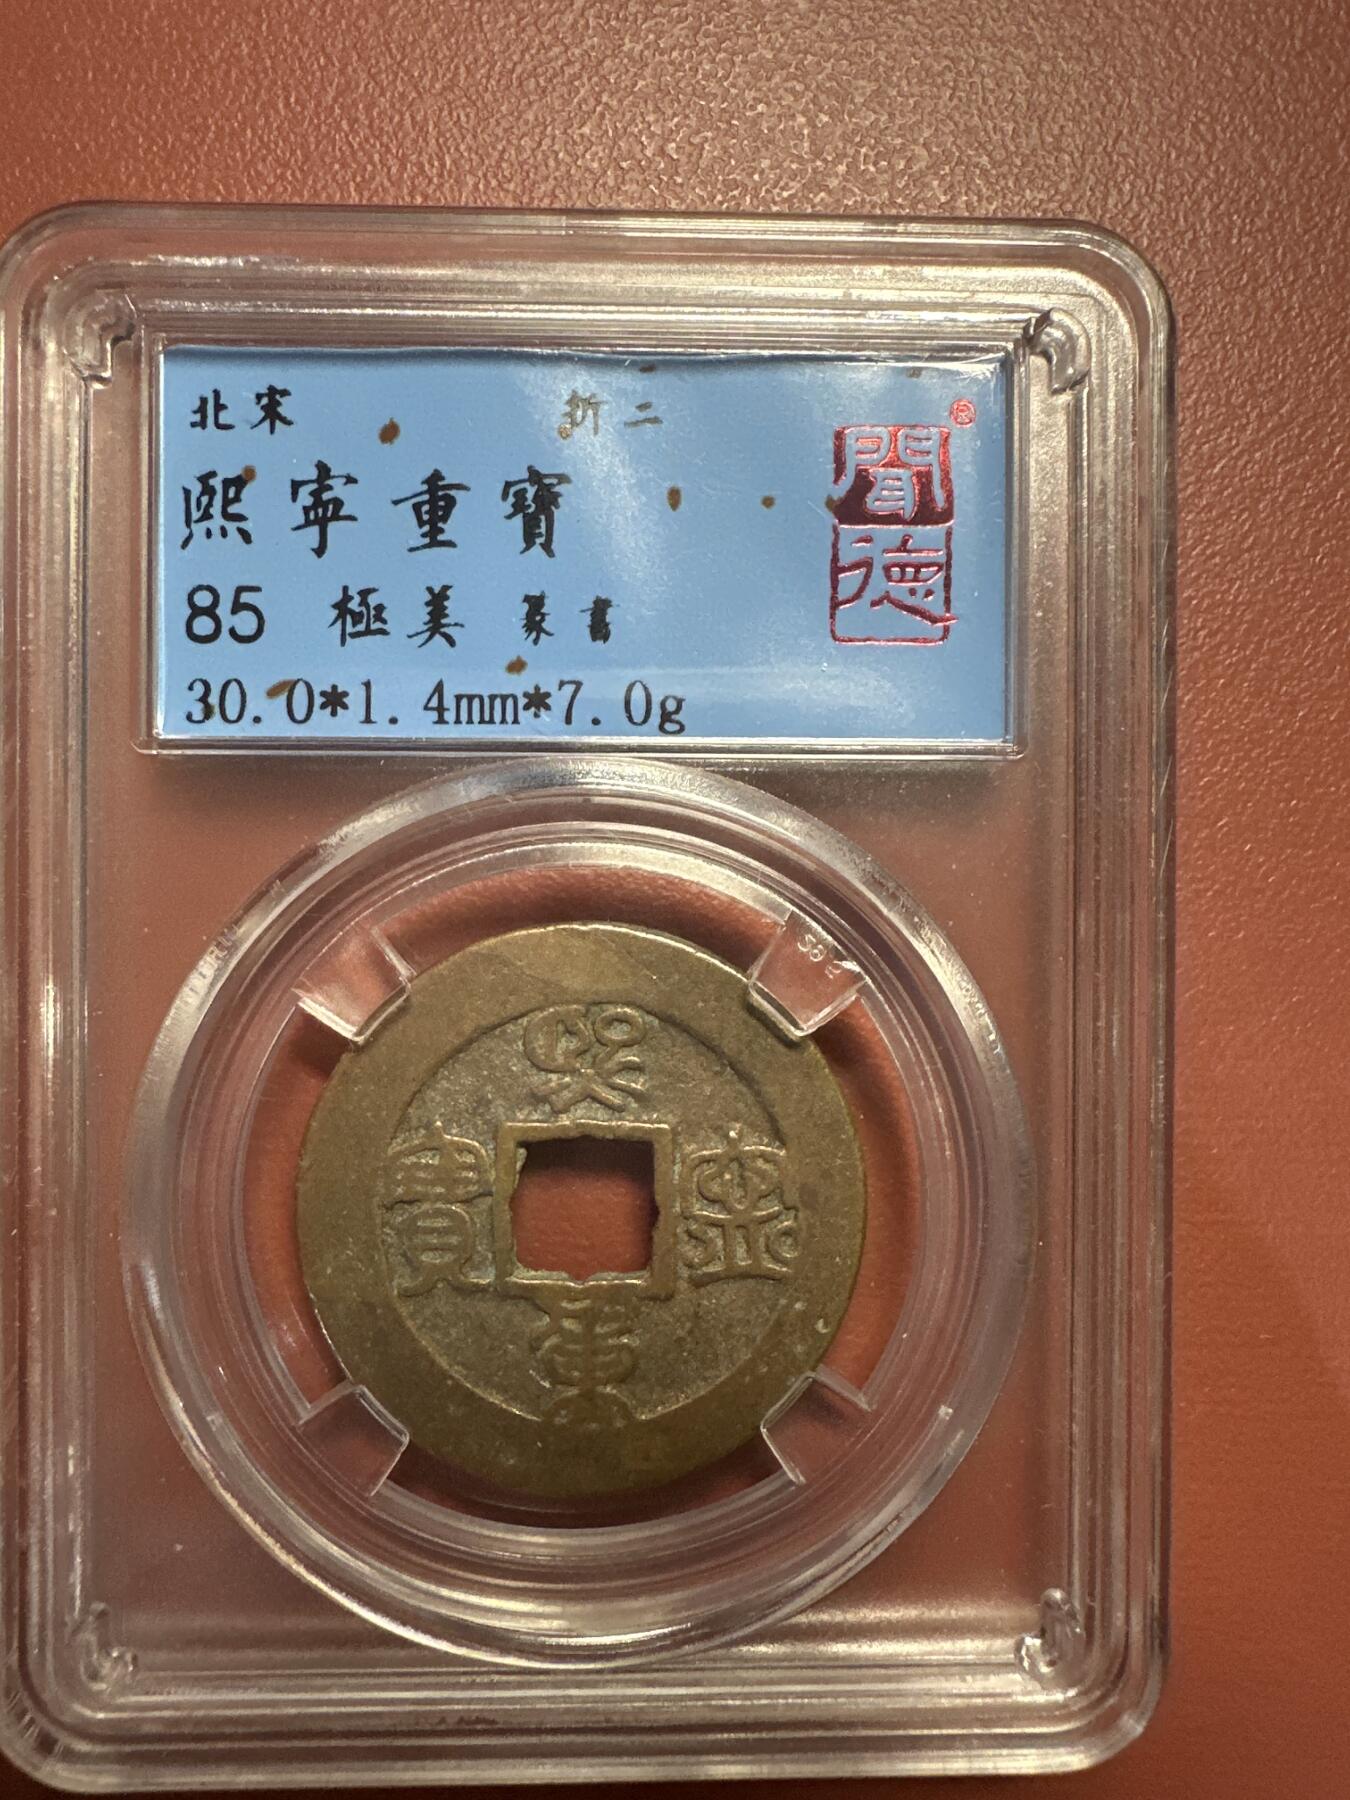 北宋 折二
熙寧重寶
85 極美 篆書
30.0*1.4mm*7.0g
®
聞德
熙寧重寶